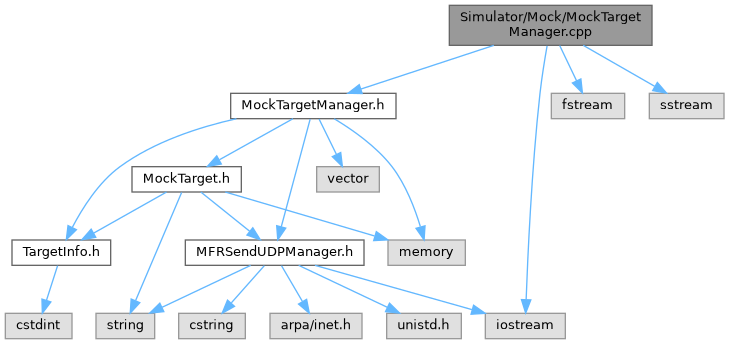 Simulator/Mock/MockTarget
Manager.cpp
MockTargetManager.h
fstream
sstream
MockTarget.h
vector
TargetInfo.h
MFRSendUDPManager.h
memory
cstdint
string
cstring
arpa/inet.h
unistd.h
iostream